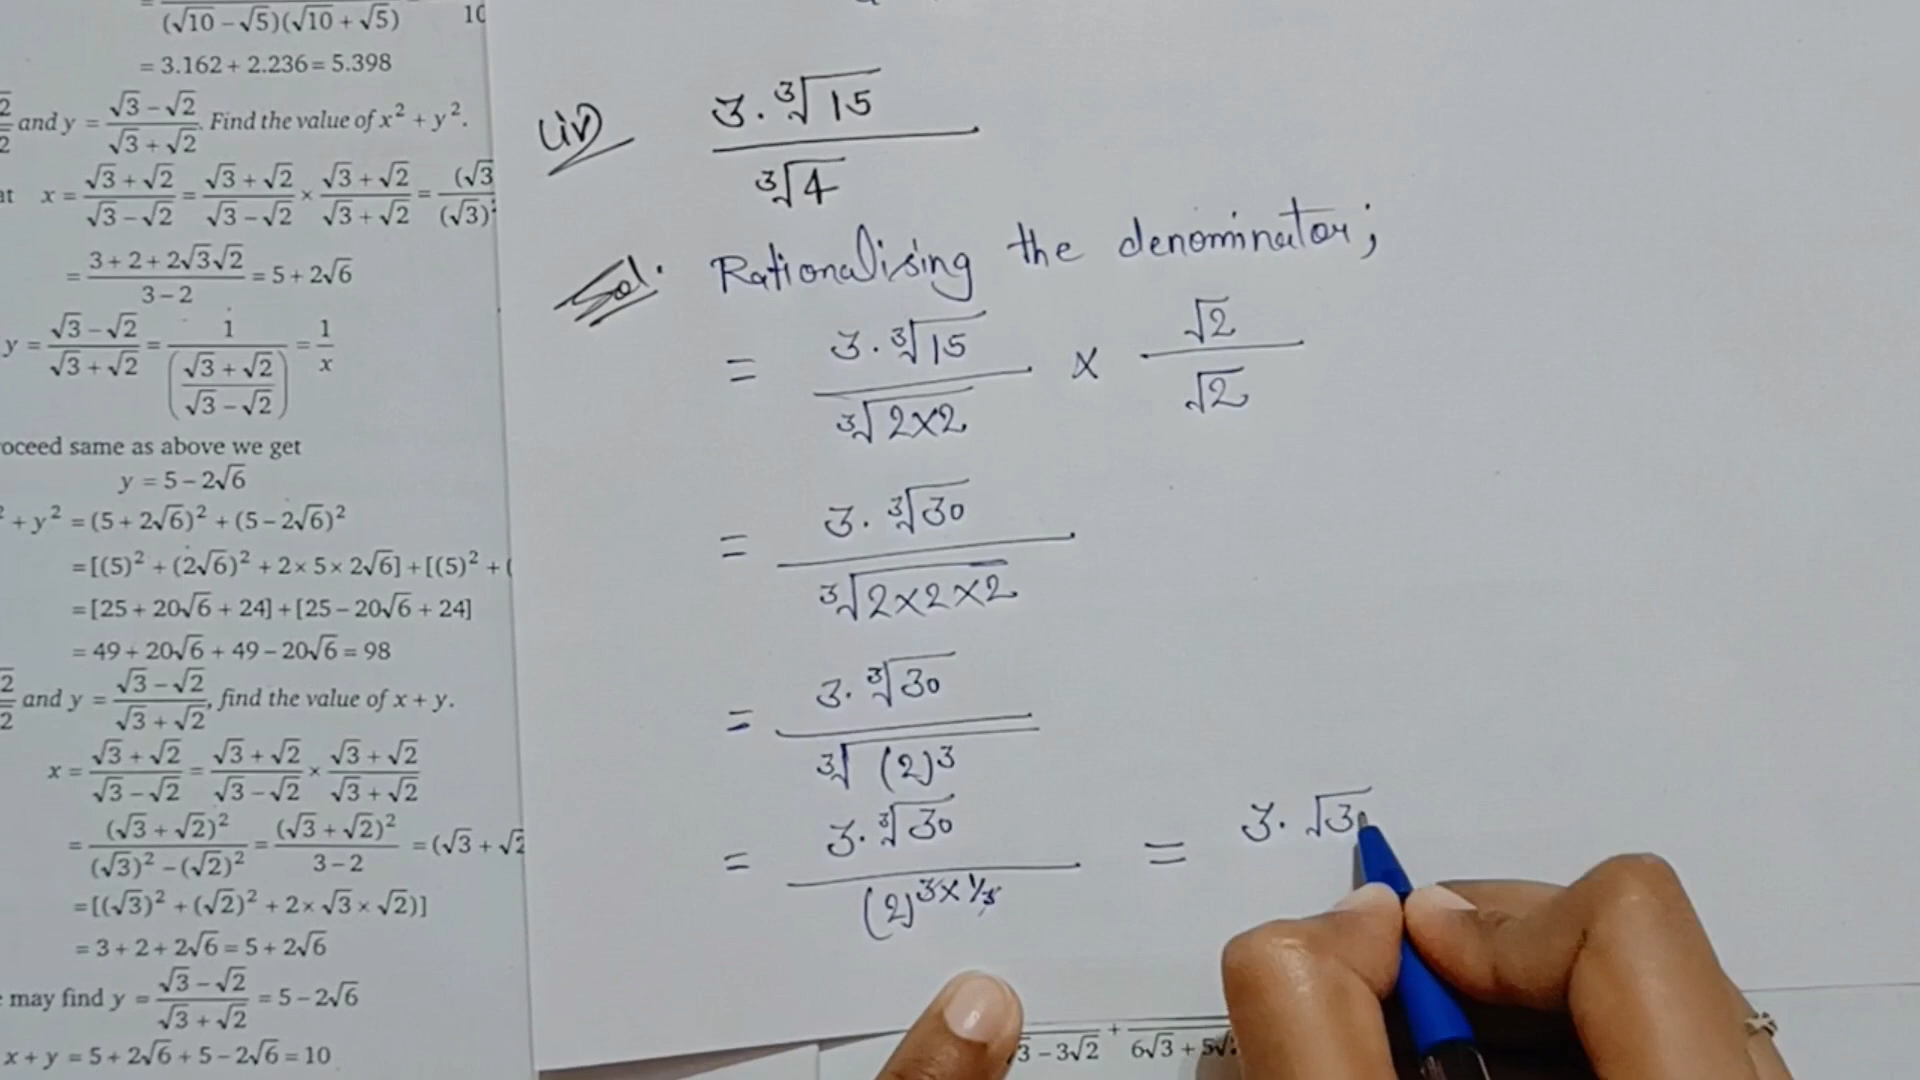 (√10 − √5)(√10 + √5)
= 3.162 + 2.236 = 5.398
and y = (√3 − √2)/(√3 + √2). Find the value of x² + y².
x = (√3 + √2)/(√3 − √2) = (√3 + √2)/(√3 − √2) × (√3 + √2)/(√3 + √2) =
= (3 + 2 + 2√3√2)/(3 − 2) = 5 + 2√6
y = (√3 − √2)/(√3 + √2) = 1/((√3 + √2)/(√3 − √2)) = 1/x
same as above we get
y = 5 − 2√6
+ y² = (5 + 2√6)² + (5 − 2√6)²
= [(5)² + (2√6)² + 2 × 5 × 2√6] + [(5)² +
= [25 + 20√6 + 24] + [25 − 20√6 + 24]
= 49 + 20√6 + 49 − 20√6 = 98
and y = (√3 − √2)/(√3 + √2), find the value of x + y.
x = (√3 + √2)/(√3 − √2) = (√3 + √2)/(√3 − √2) × (√3 + √2)/(√3 + √2)
= (√3 + √2)²/((√3)² − (√2)²) = (√3 + √2)²/(3 − 2) = (√3 + √2
= [(√3)² + (√2)² + 2 × √3 × √2)]
= 3 + 2 + 2√6 = 5 + 2√6
may find y = (√3 − √2)/(√3 + √2) = 5 − 2√6
x + y = 5 + 2√6 + 5 − 2√6 = 10
(iv) 3.∛15/∛4
Sol. Rationalising the denominator;
= 3.∛15/∛(2×2) × √2/√2
= 3.∛30/∛(2×2×2)
= 3.∛30/∛(2)³
= 3.∛30/(2)^(3×1/3) = 3.√30
3 − 3√2 + 6√3 + 5√